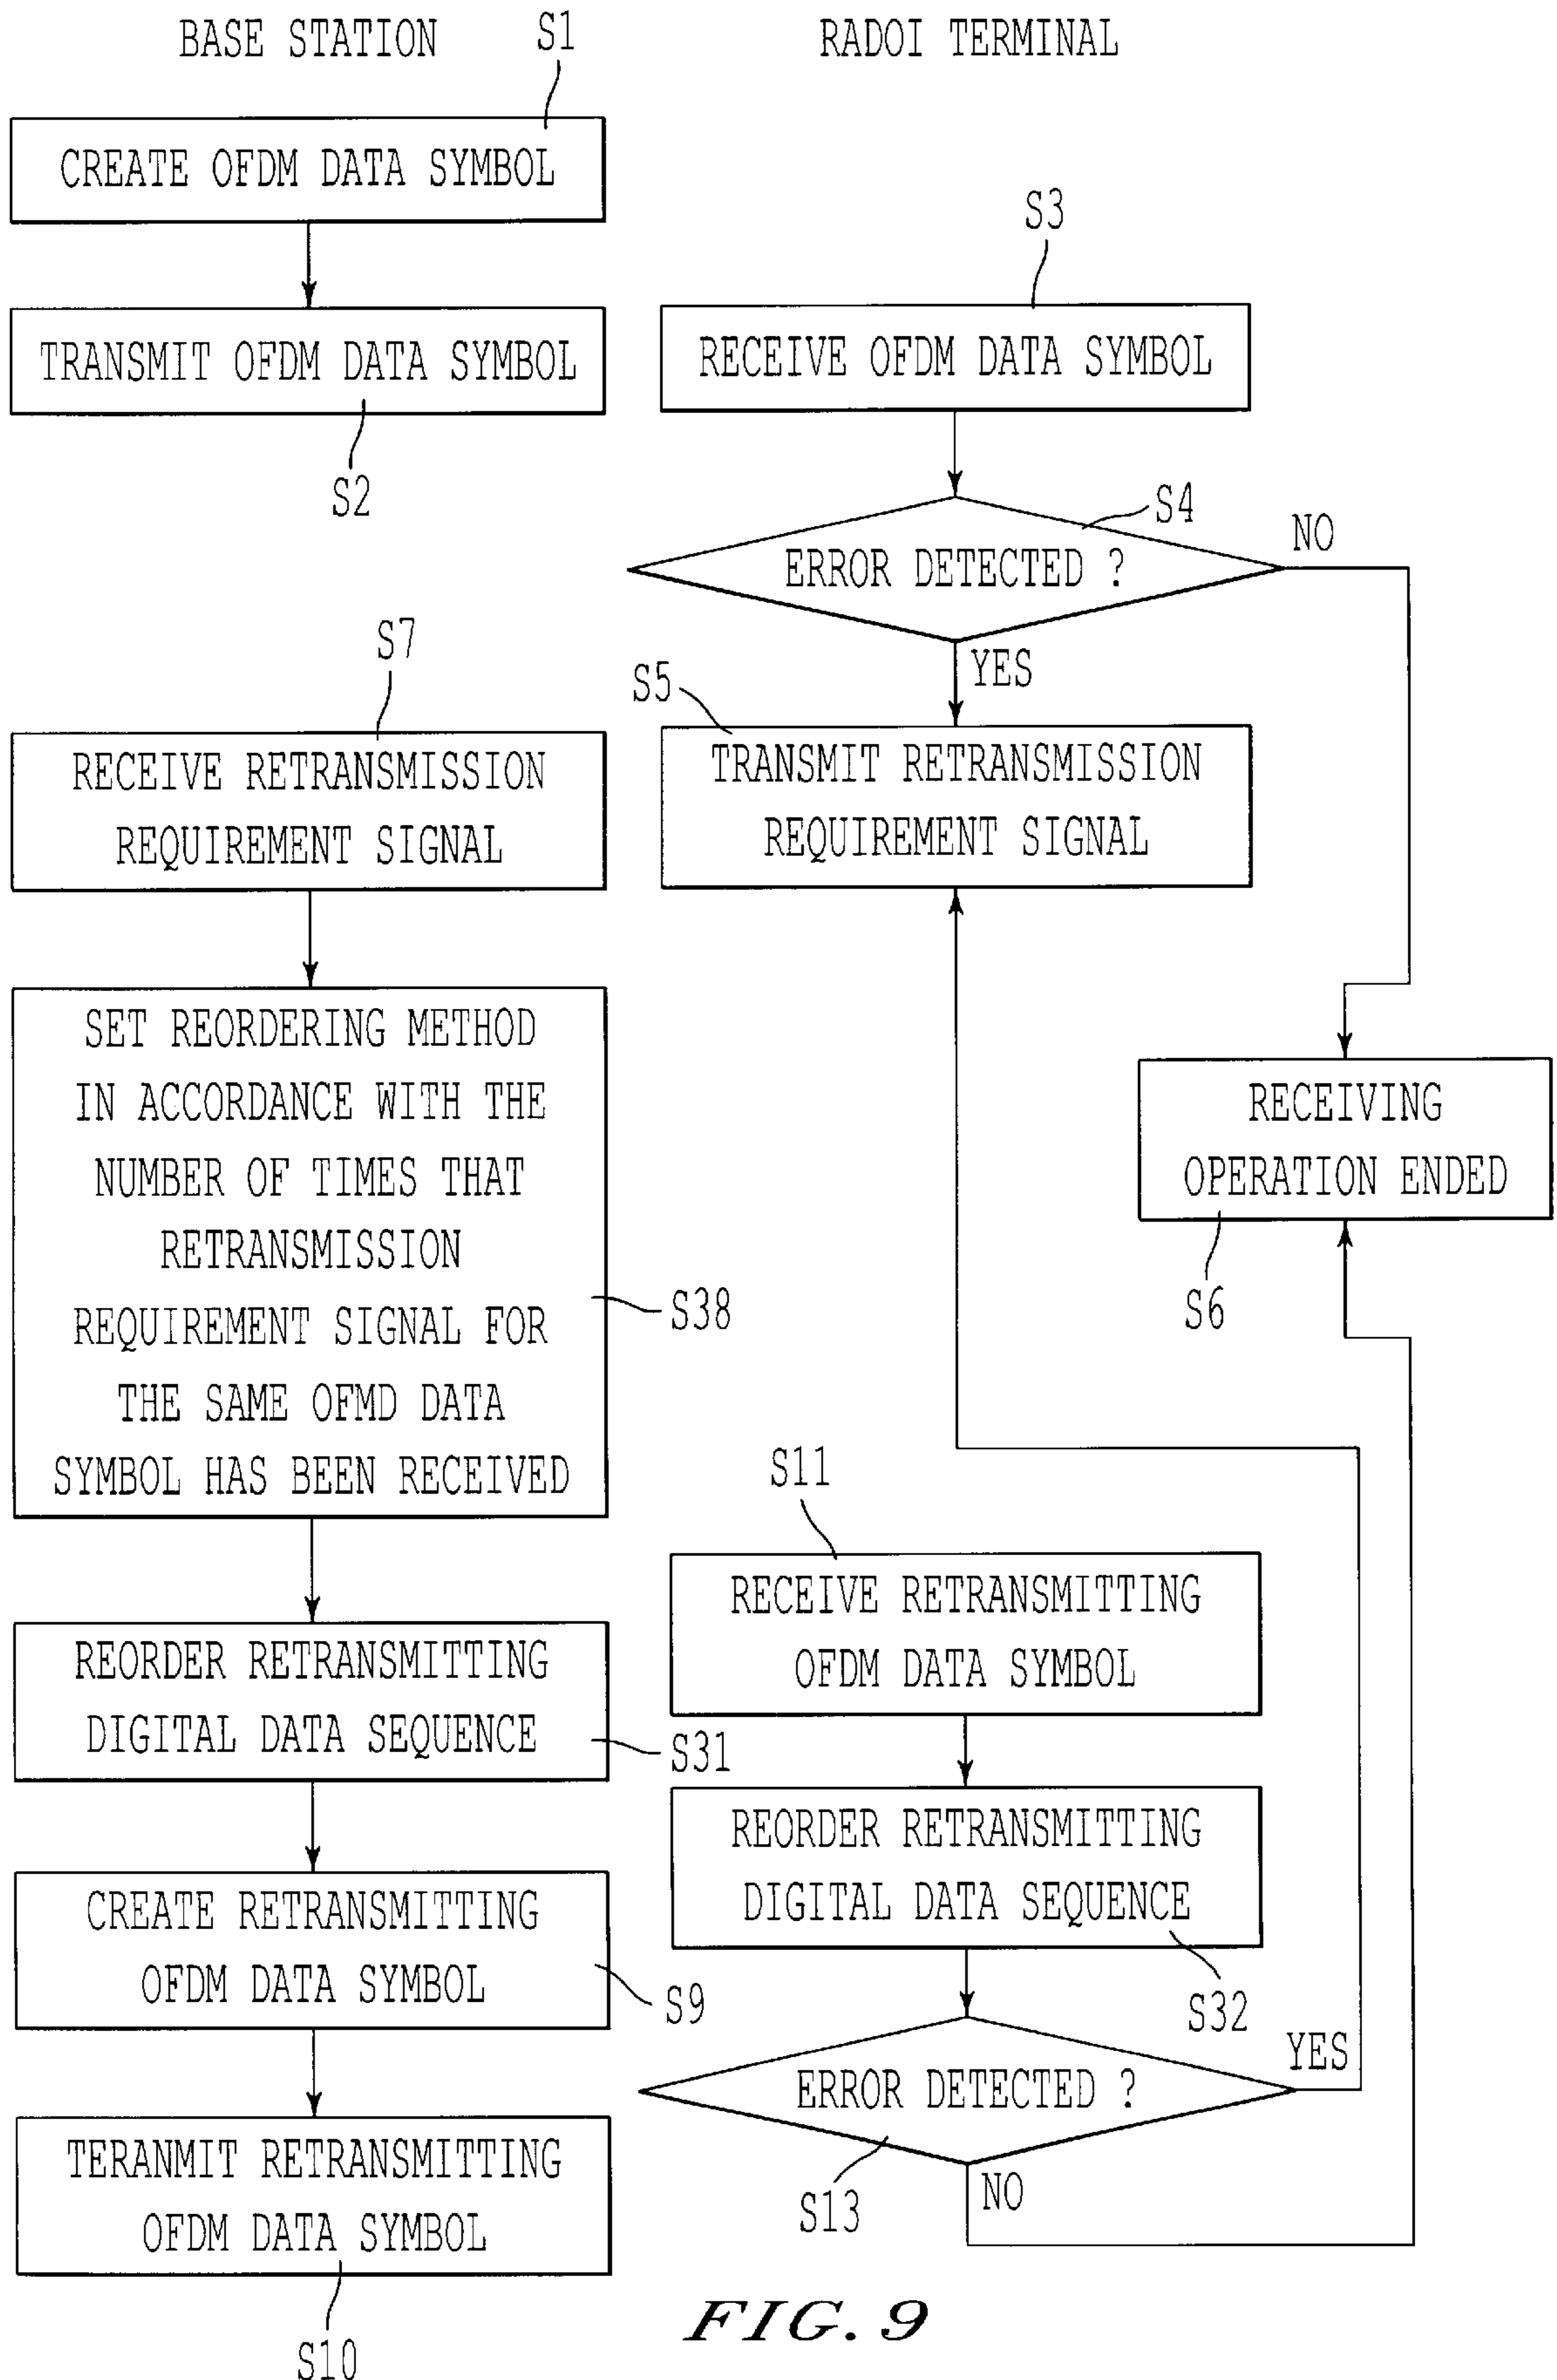 BASE STATION
S1
RADOI TERMINAL
CREATE OFDM DATA SYMBOL
TRANSMIT OFDM DATA SYMBOL
S2
S3
RECEIVE OFDM DATA SYMBOL
S4
NO
ERROR DETECTED ?
YES
S5
TRANSMIT RETRANSMISSION
REQUIREMENT SIGNAL
S7
RECEIVE RETRANSMISSION
REQUIREMENT SIGNAL
SET REORDERING METHOD
IN ACCORDANCE WITH THE
NUMBER OF TIMES THAT
RETRANSMISSION
REQUIREMENT SIGNAL FOR
THE SAME OFMD DATA
SYMBOL HAS BEEN RECEIVED
S38
RECEIVING
OPERATION ENDED
S6
S11
RECEIVE RETRANSMITTING
OFDM DATA SYMBOL
REORDER RETRANSMITTING
DIGITAL DATA SEQUENCE
S31
REORDER RETRANSMITTING
DIGITAL DATA SEQUENCE
S32
CREATE RETRANSMITTING
OFDM DATA SYMBOL
S9
YES
ERROR DETECTED ?
S13
NO
TERANMIT RETRANSMITTING
OFDM DATA SYMBOL
S10
FIG. 9